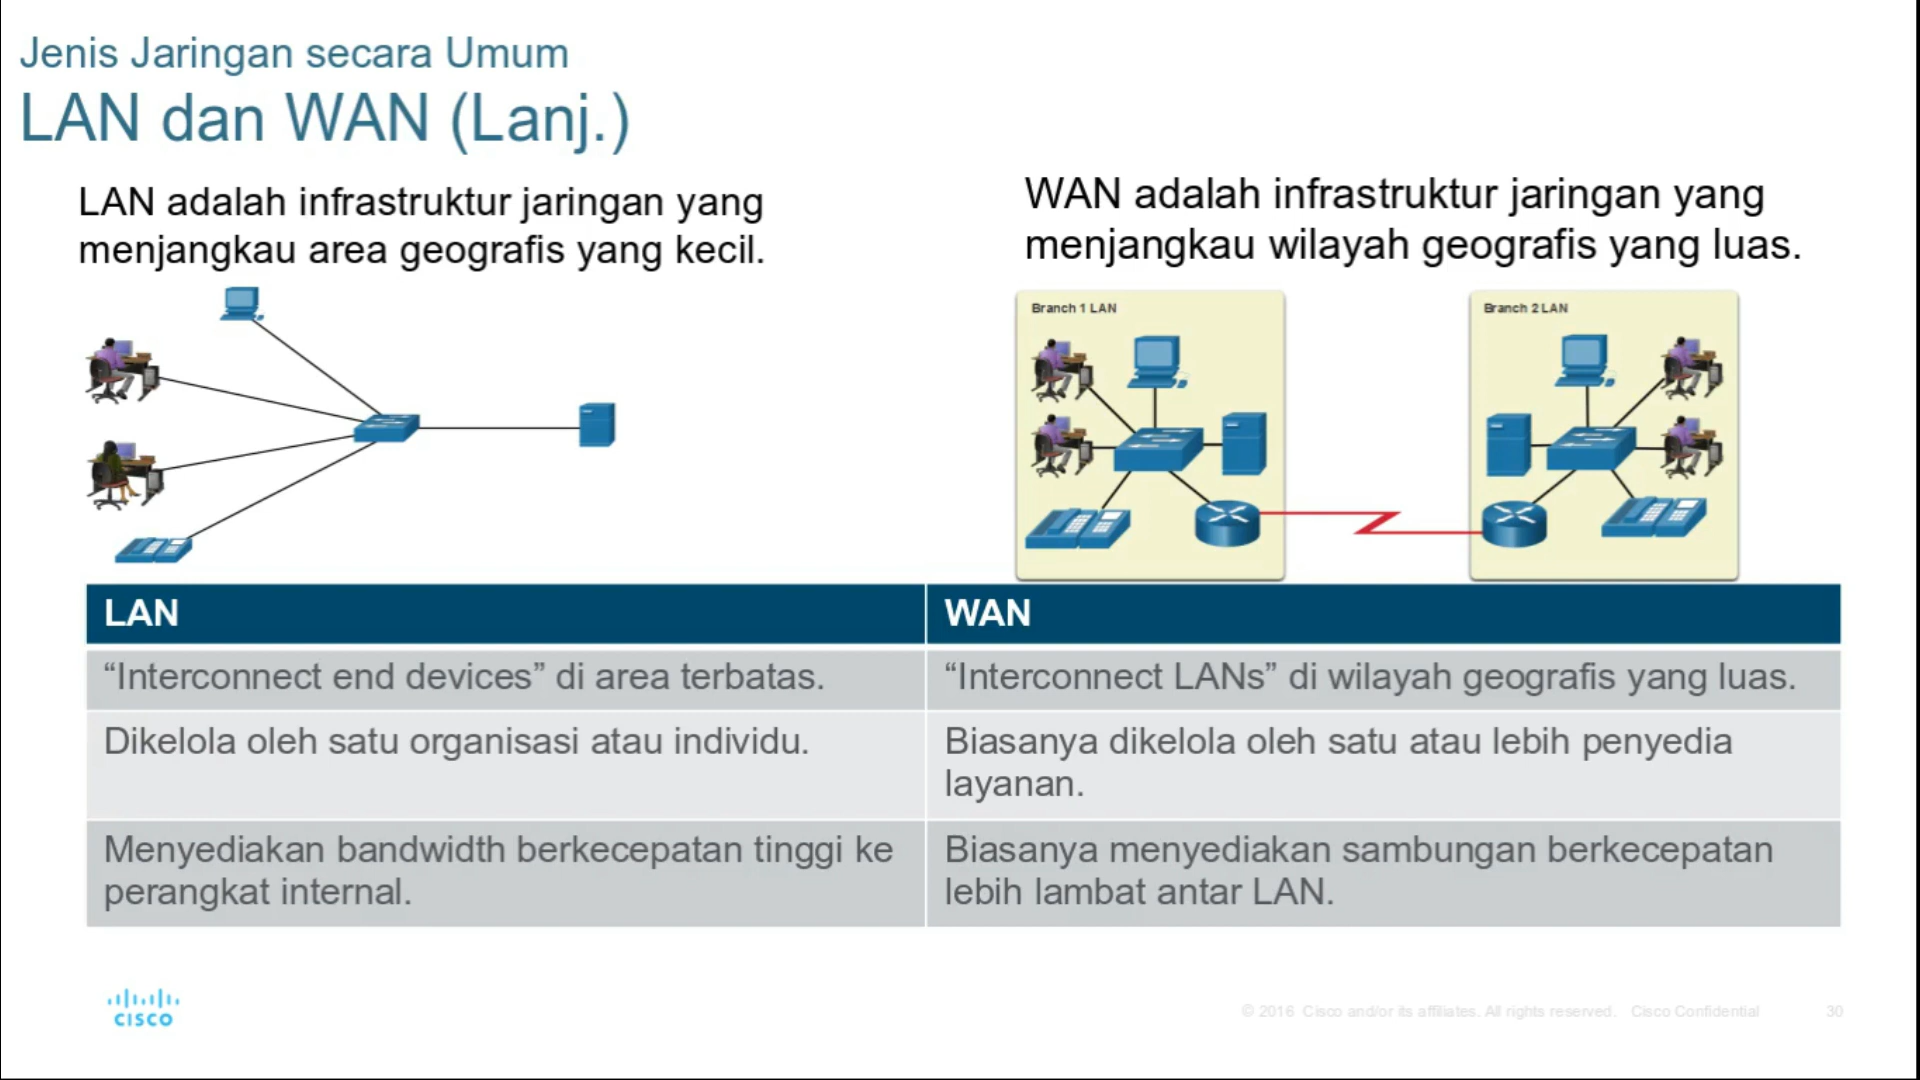 Jenis Jaringan secara Umum
LAN dan WAN (Lanj.)
LAN adalah infrastruktur jaringan yang
menjangkau area geografis yang kecil.
WAN adalah infrastruktur jaringan yang
menjangkau wilayah geografis yang luas.
Branch 1 LAN
Branch 2 LAN
LAN
WAN
“Interconnect end devices” di area terbatas.
“Interconnect LANs” di wilayah geografis yang luas.
Dikelola oleh satu organisasi atau individu.
Biasanya dikelola oleh satu atau lebih penyedia
layanan.
Menyediakan bandwidth berkecepatan tinggi ke
perangkat internal.
Biasanya menyediakan sambungan berkecepatan
lebih lambat antar LAN.
CISCO
© 2016 Cisco and/or its affiliates. All rights reserved. Cisco Confidential
30